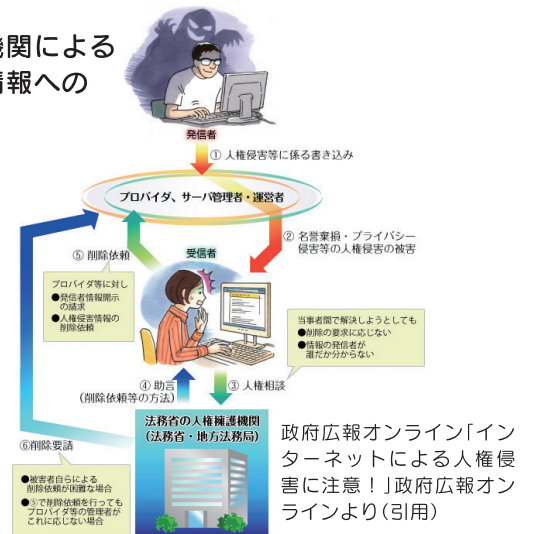 機関による
情報への
発信者
① 人権侵害等に係る書き込み
プロバイダ、サーバ管理者・運営者
② 名誉棄損・プライバシー
侵害等の人権侵害の被害
⑤ 削除依頼
受信者
プロバイダ等に対し
●発信者情報開示
の請求
●人権侵害情報の
削除依頼
当事者間で解決しようとしても
●削除の要求に応じない
●情報の発信者が
誰だか分からない
④ 助言
(削除依頼等の方法)
③ 人権相談
法務省の人権擁護機関
(法務省・地方法務局)
⑥削除要請
●被害者自らによる
削除依頼が困難な場合
●⑤で削除依頼を行っても
プロバイダ等の管理者が
これに応じない場合
政府広報オンライン「イン
ターネットによる人権侵
害に注意！」政府広報オン
ラインより(引用)